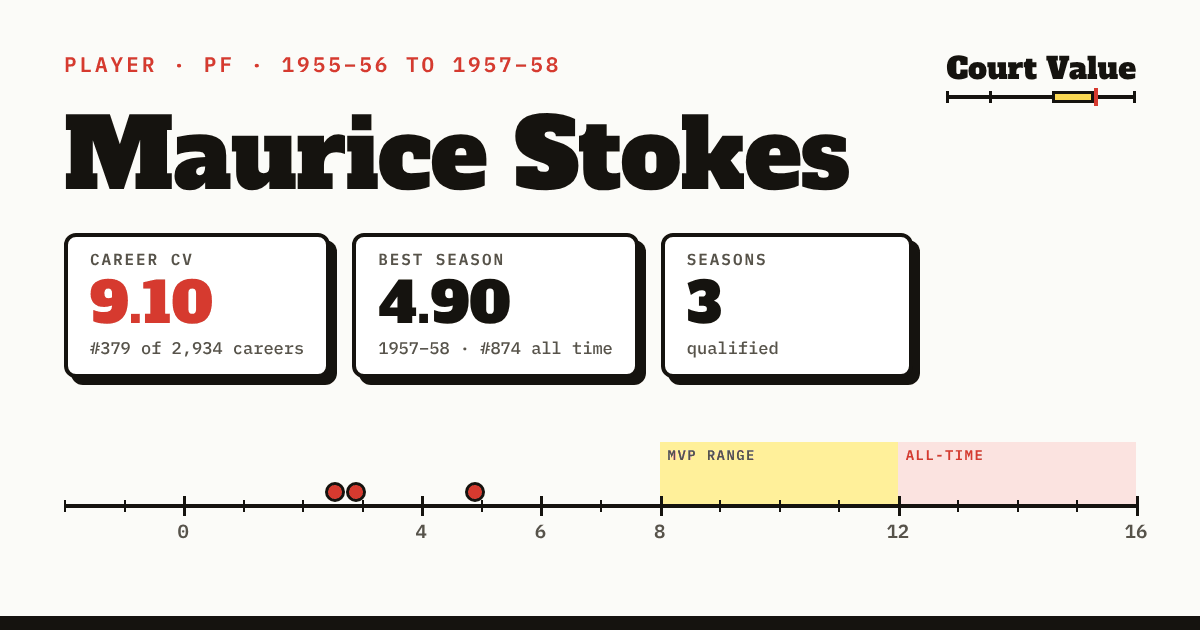 PLAYER · PF · 1955–56 TO 1957–58
Court Value
Maurice Stokes
CAREER CV
9.10
#379 of 2,934 careers
BEST SEASON
4.90
1957–58 · #874 all time
SEASONS
3
qualified
MVP RANGE
ALL-TIME
0 4 6 8 12 16